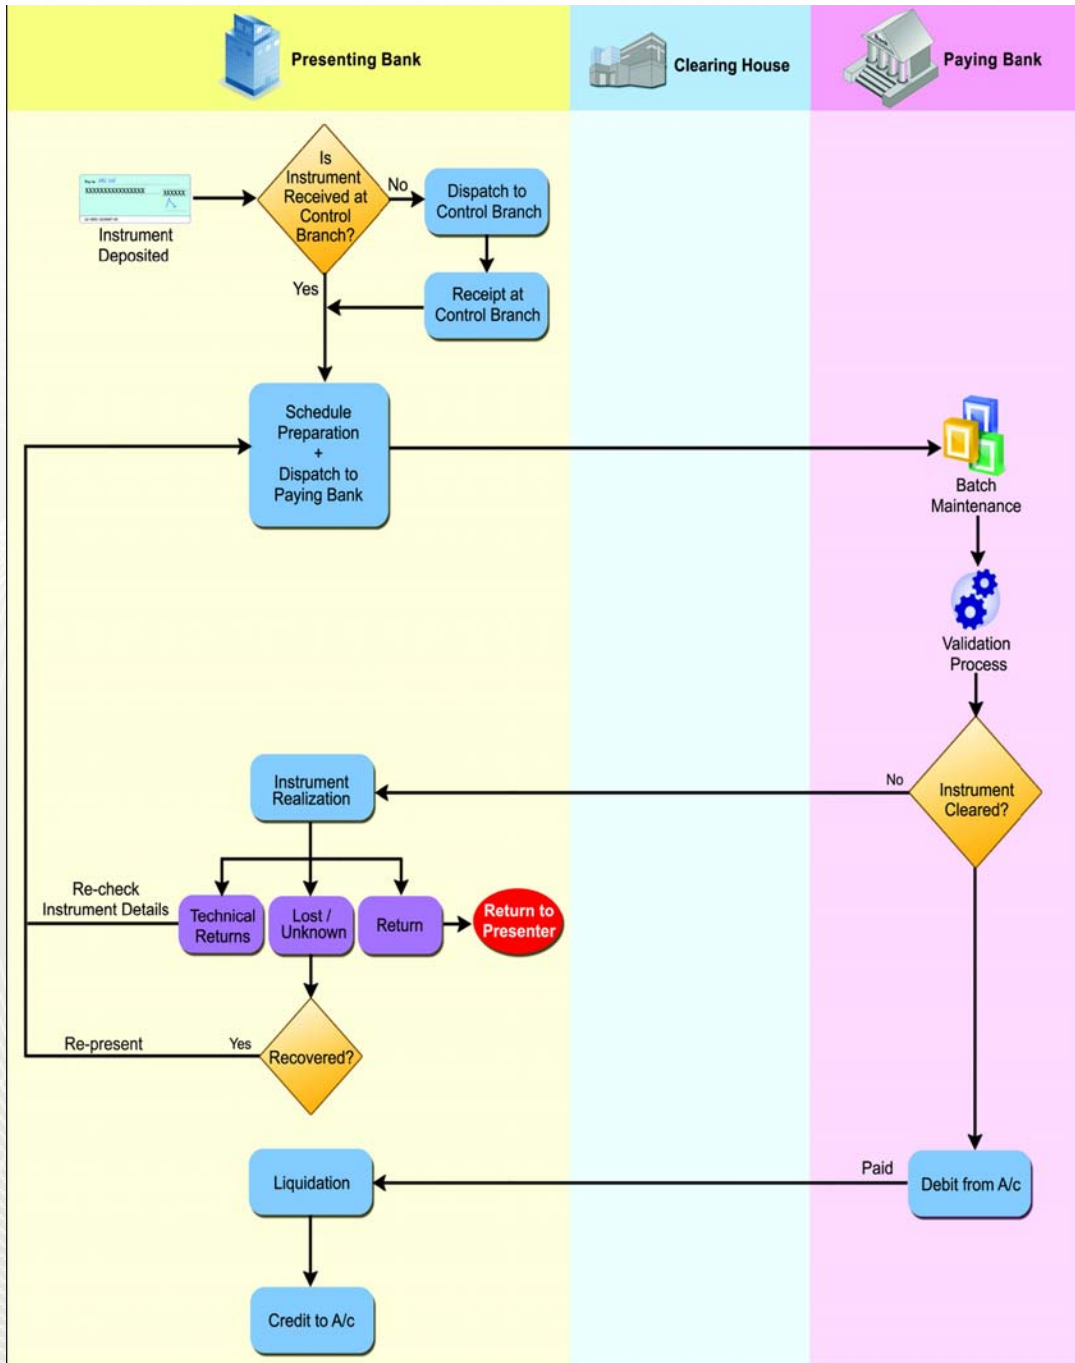 Presenting Bank
Clearing House
Paying Bank
Is
Instrument
Received at
Control
Branch?
No
Dispatch to
Control Branch
XXXXXXXXXXXXXXXX
XXXXXX
Instrument
Deposited
Yes
Receipt at
Control Branch
Schedule
Preparation
+
Dispatch to
Paying Bank
Batch
Maintenance
Validation
Process
Instrument
Realization
No
Instrument
Cleared?
Re-check
Instrument Details
Technical
Returns
Lost /
Unknown
Return
Return to
Presenter
Re-present
Yes
Recovered?
Liquidation
Paid
Debit from A/c
Credit to A/c